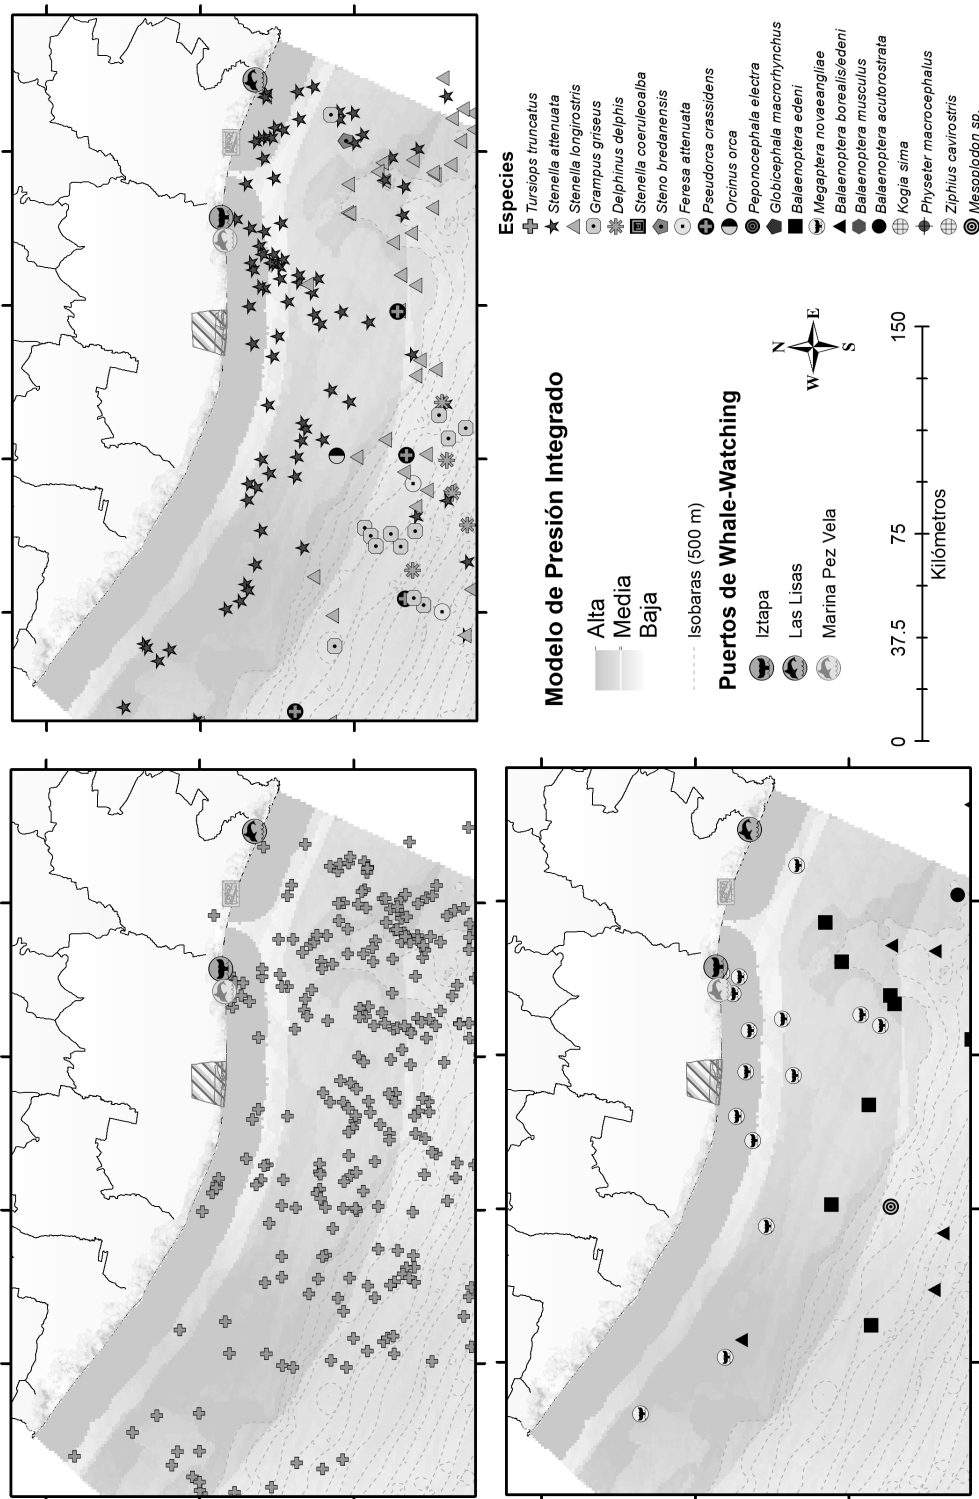 Especies
Tursiops truncatus
Stenella attenuata
Stenella longirostris
Grampus griseus
Delphinus delphis
Stenella coeruleoalba
Steno bredanensis
Feresa attenuata
Pseudorca crassidens
Orcinus orca
Peponocephala electra
Globicephala macrorhynchus
Balaenoptera edeni
Megaptera novaeangliae
Balaenoptera borealis/edeni
Balaenoptera musculus
Balaenoptera acutorostrata
Kogia sima
Physeter macrocephalus
Ziphius cavirostris
Mesoplodon sp.
Modelo de Presión Integrado
Alta
Media
Baja
Isobaras (500 m)
Puertos de Whale-Watching
Iztapa
Las Lisas
Marina Pez Vela
N
W E
S
0 37.5 75 150
Kilómetros